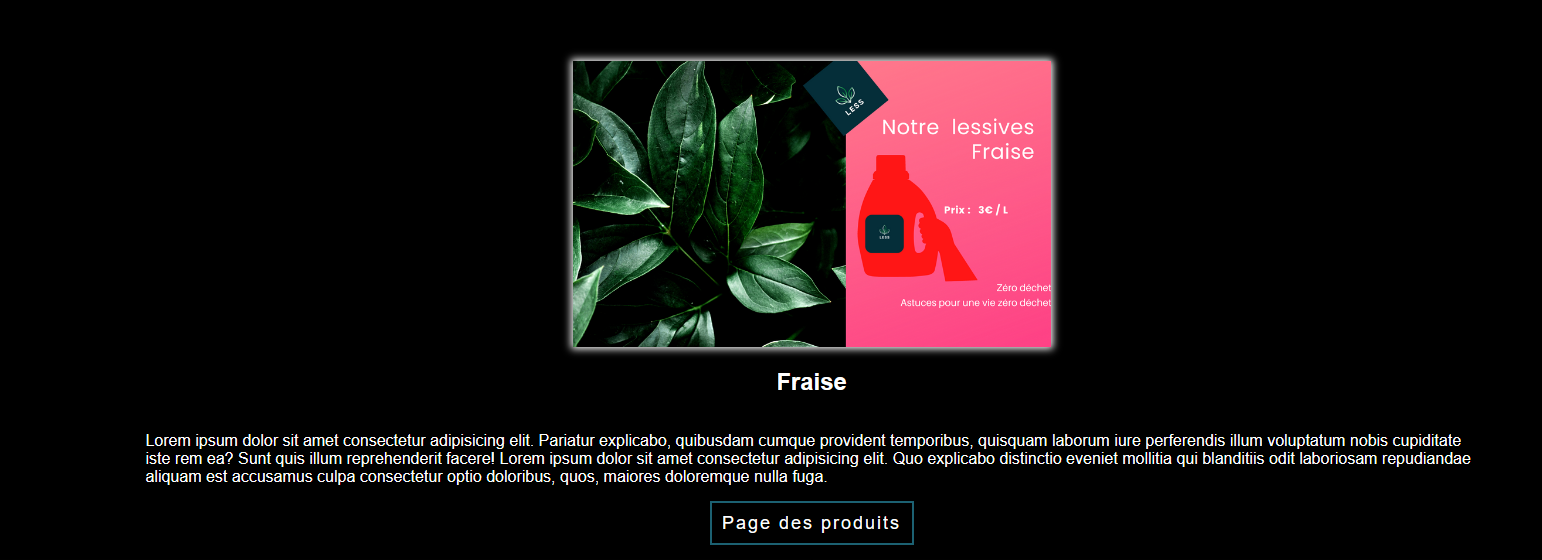 LESS
Notre lessives
Fraise
Prix : 3€ / L
LESS
Zéro déchet
Astuces pour une vie zéro déchet
Fraise
Lorem ipsum dolor sit amet consectetur adipisicing elit. Pariatur explicabo, quibusdam cumque provident temporibus, quisquam laborum iure perferendis illum voluptatum nobis cupiditate
iste rem ea? Sunt quis illum reprehenderit facere! Lorem ipsum dolor sit amet consectetur adipisicing elit. Quo explicabo distinctio eveniet mollitia qui blanditiis odit laboriosam repudiandae
aliquam est accusamus culpa consectetur optio doloribus, quos, maiores doloremque nulla fuga.
Page des produits